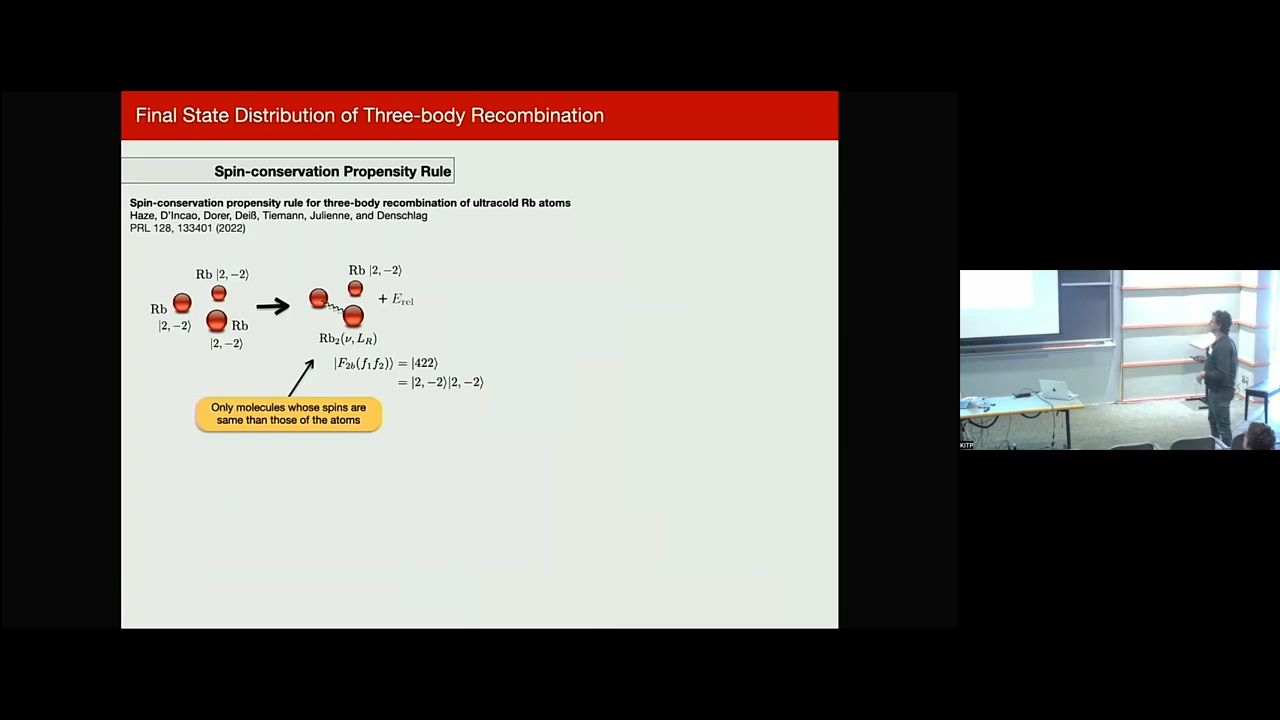 Final State Distribution of Three-body Recombination
Spin-conservation Propensity Rule
Spin-conservation propensity rule for three-body recombination of ultracold Rb atoms
Haze, D'Incao, Dorer, Deiß, Tiemann, Julienne, and Denschlag
PRL 128, 133401 (2022)
Rb |2,−2⟩
Rb
|2,−2⟩
Rb
|2,−2⟩
Rb |2,−2⟩
+ E_rel
Rb₂(ν, L_R)
|F_2b(f₁f₂)⟩ = |422⟩
= |2,−2⟩|2,−2⟩
Only molecules whose spins are
same than those of the atoms
KITP